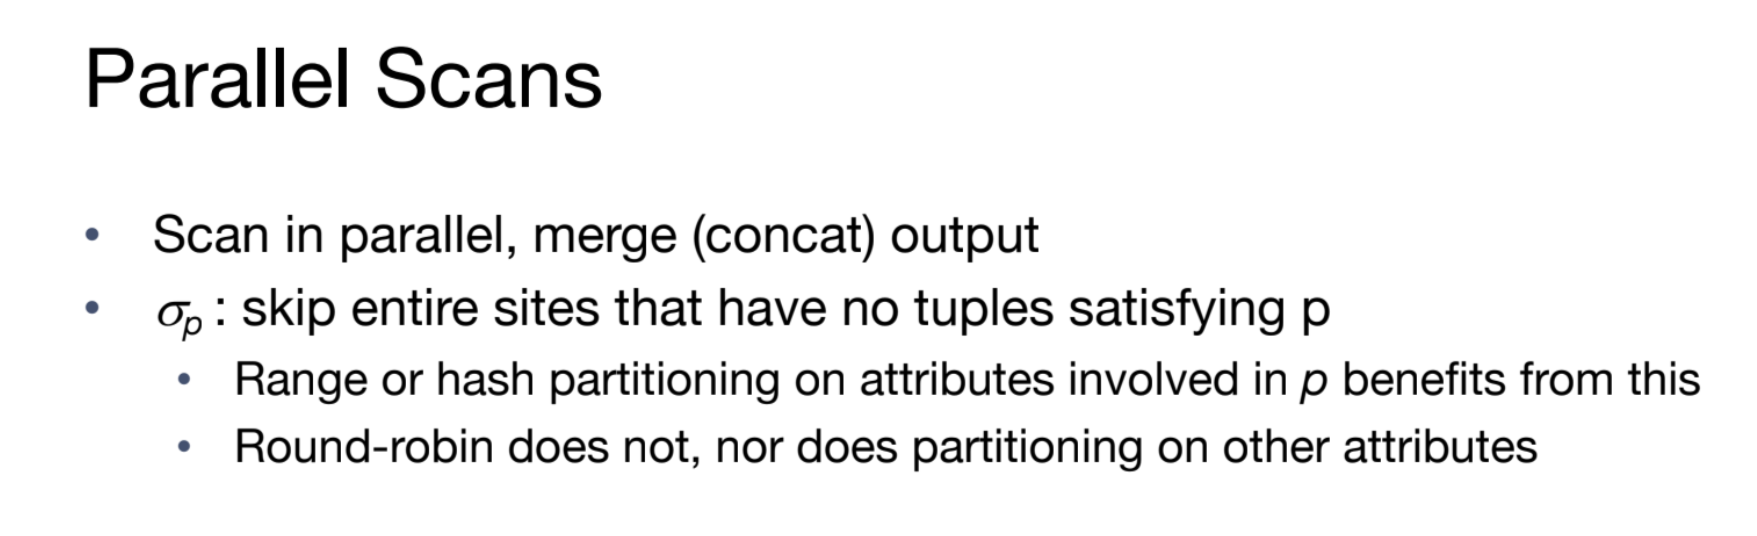 Parallel Scans
• Scan in parallel, merge (concat) output
• σp : skip entire sites that have no tuples satisfying p
• Range or hash partitioning on attributes involved in p benefits from this
• Round-robin does not, nor does partitioning on other attributes